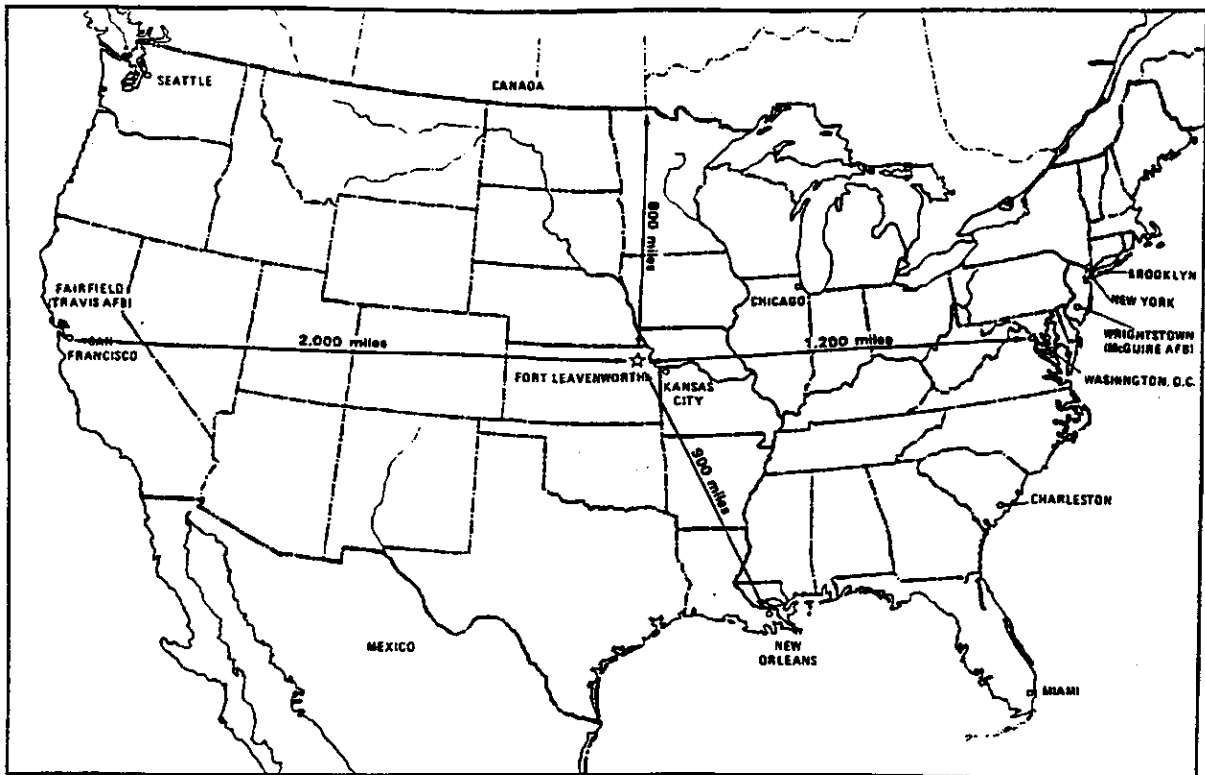 SEATTLE
CANADA
800 miles
FAIRFIELD
(TRAVIS AFB)
SAN
FRANCISCO
2,000 miles
CHICAGO
BROOKLYN
NEW YORK
WRIGHTSTOWN
(McGUIRE AFB)
1,200 miles
FORT LEAVENWORTH
KANSAS
CITY
WASHINGTON, D.C.
900 miles
CHARLESTON
MEXICO
NEW
ORLEANS
MIAMI